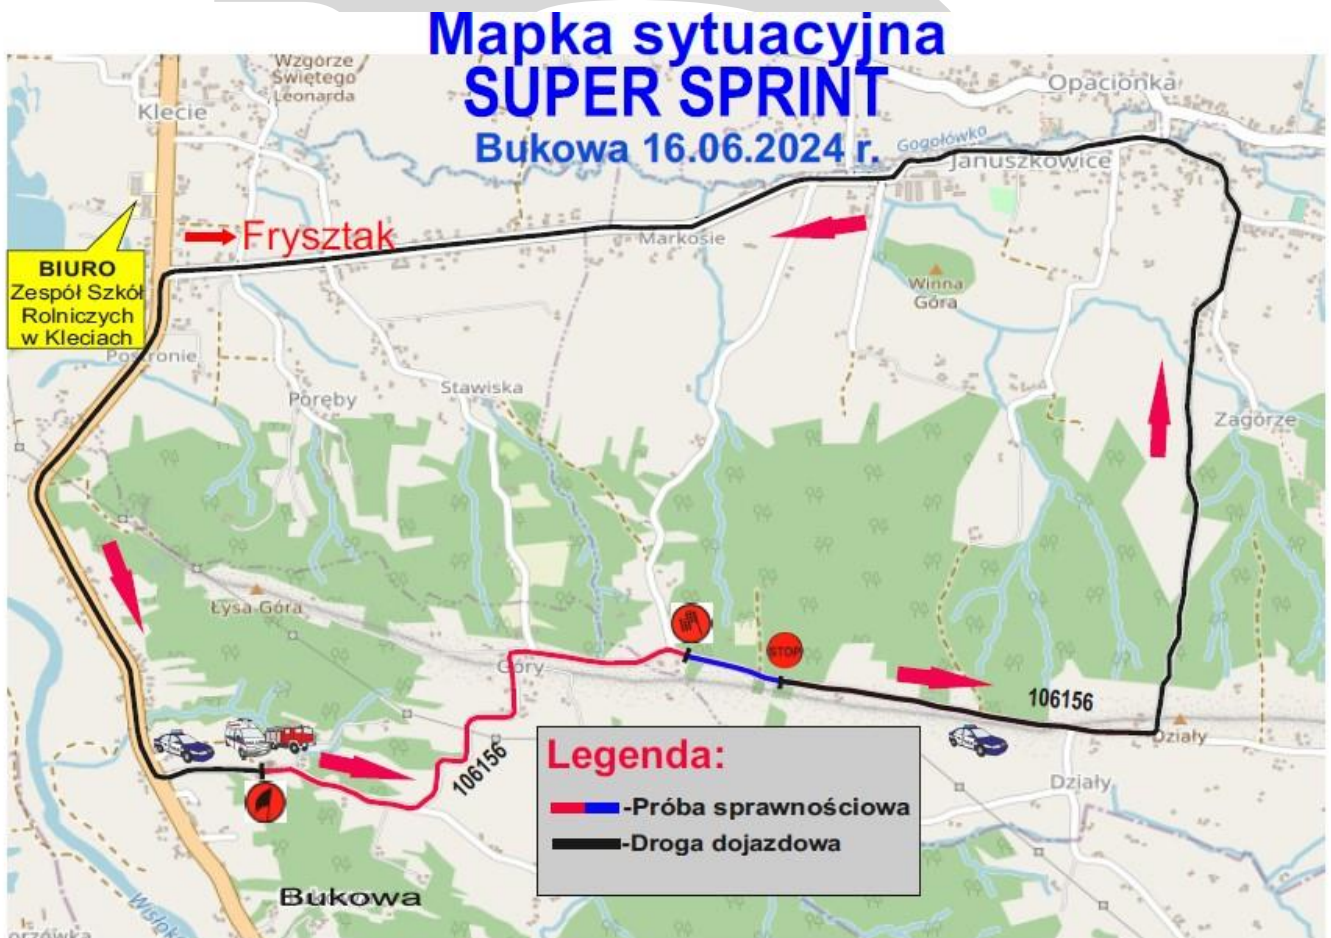 Mapka sytuacyjna
SUPER SPRINT
Bukowa 16.06.2024 r.
Wzgórze
Świętego
Leonarda
Klecie
Opacionka
Gogołówka
Januszkowice
Frysztak
Markosie
BIURO
Zespół Szkół
Rolniczych
w Kleciach
Winna
Góra
Postronie
Poręby
Stawiska
Zagórze
Łysa Góra
STOP
Góry
106156
106156
Działy
Działy
Legenda:
-Próba sprawnościowa
-Droga dojazdowa
Bukowa